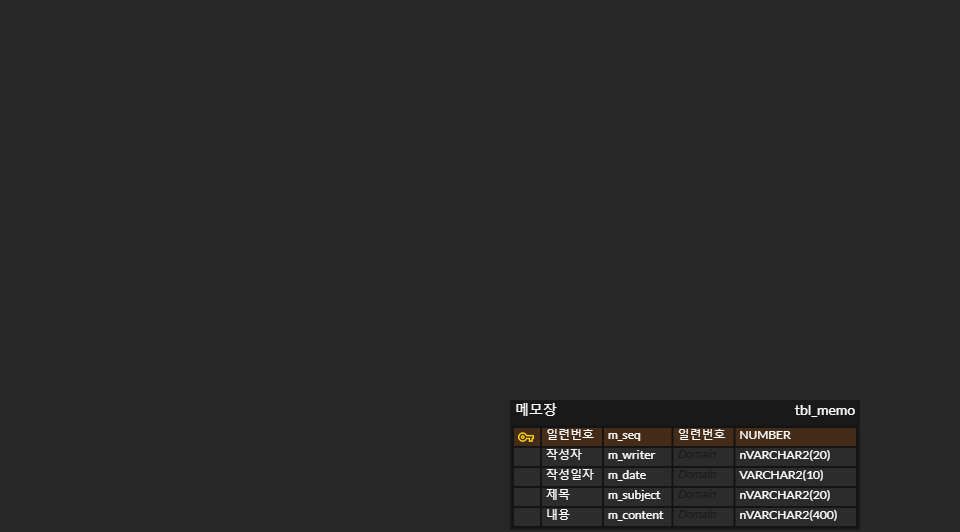 메모장 tbl_memo
일련번호 m_seq 일련번호 NUMBER
작성자 m_writer Domain nVARCHAR2(20)
작성일자 m_date Domain VARCHAR2(10)
제목 m_subject Domain nVARCHAR2(20)
내용 m_content Domain nVARCHAR2(400)